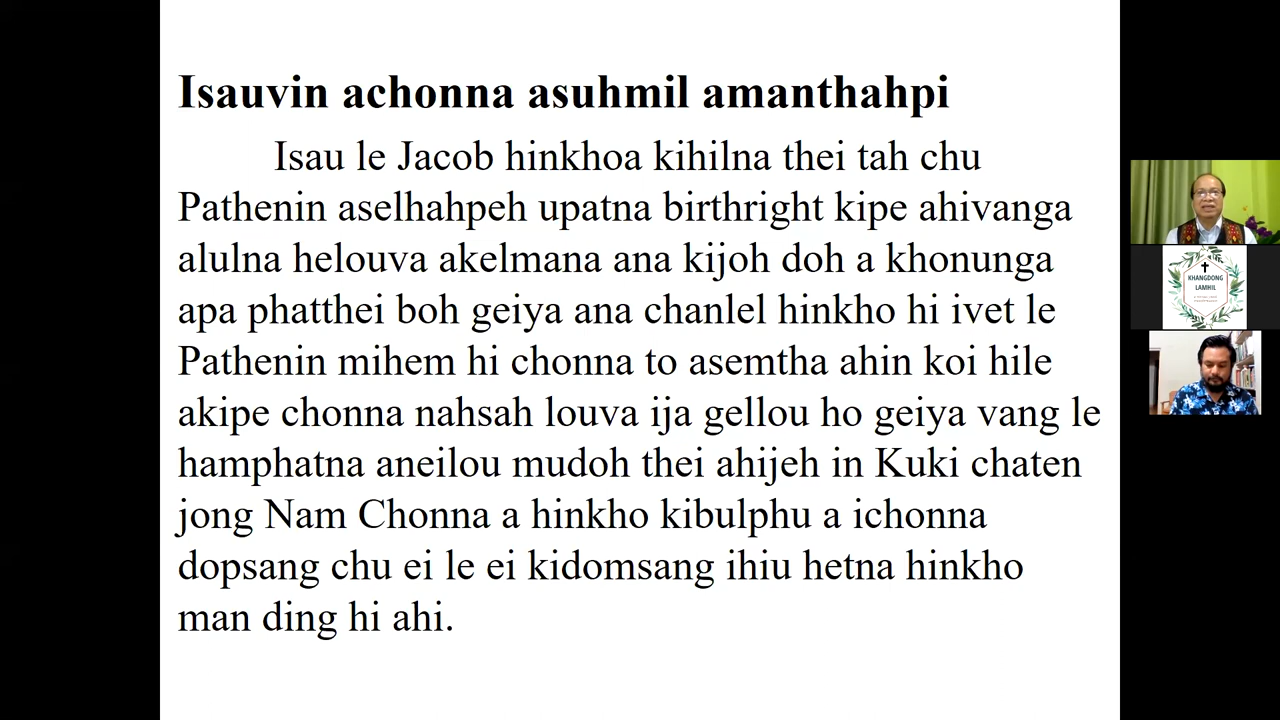 Isauvin achonna asuhmil amanthahpi
Isau le Jacob hinkhoa kihilna thei tah chu
Pathenin aselhahpeh upatna birthright kipe ahivanga
alulna helouva akelmana ana kijoh doh a khonunga
apa phatthei boh geiya ana chanlel hinkho hi ivet le
Pathenin mihem hi chonna to asemtha ahin koi hile
akipe chonna nahsah louva ija gellou ho geiya vang le
hamphatna aneilou mudoh thei ahijeh in Kuki chaten
jong Nam Chonna a hinkho kibulphu a ichonna
dopsang chu ei le ei kidomsang ihiu hetna hinkho
man ding hi ahi.
KHANGDONG
LAMHIL